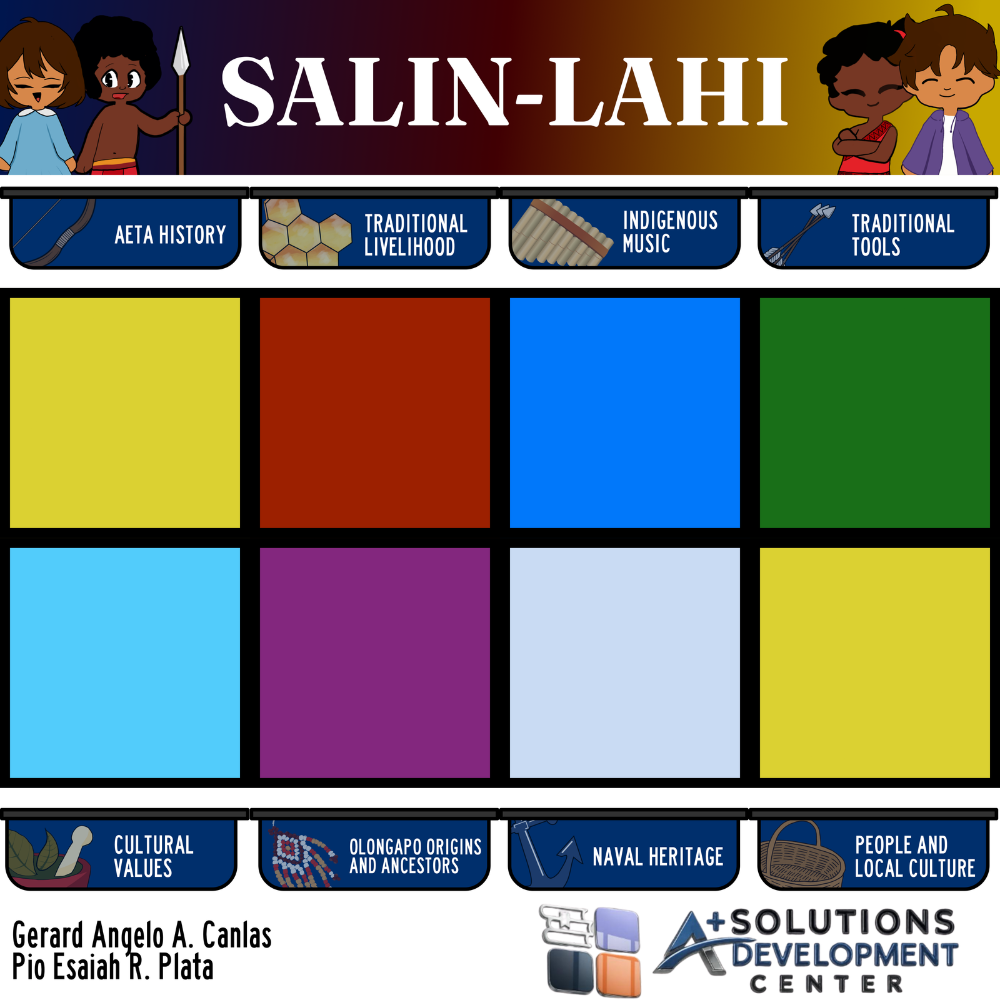 SALIN-LAHI
AETA HISTORY
TRADITIONAL
LIVELIHOOD
INDIGENOUS
MUSIC
TRADITIONAL
TOOLS
CULTURAL
VALUES
OLONGAPO ORIGINS
AND ANCESTORS
NAVAL HERITAGE
PEOPLE AND
LOCAL CULTURE
Gerard Angelo A. Canlas
Pio Esaiah R. Plata
A+ SOLUTIONS
DEVELOPMENT
CENTER